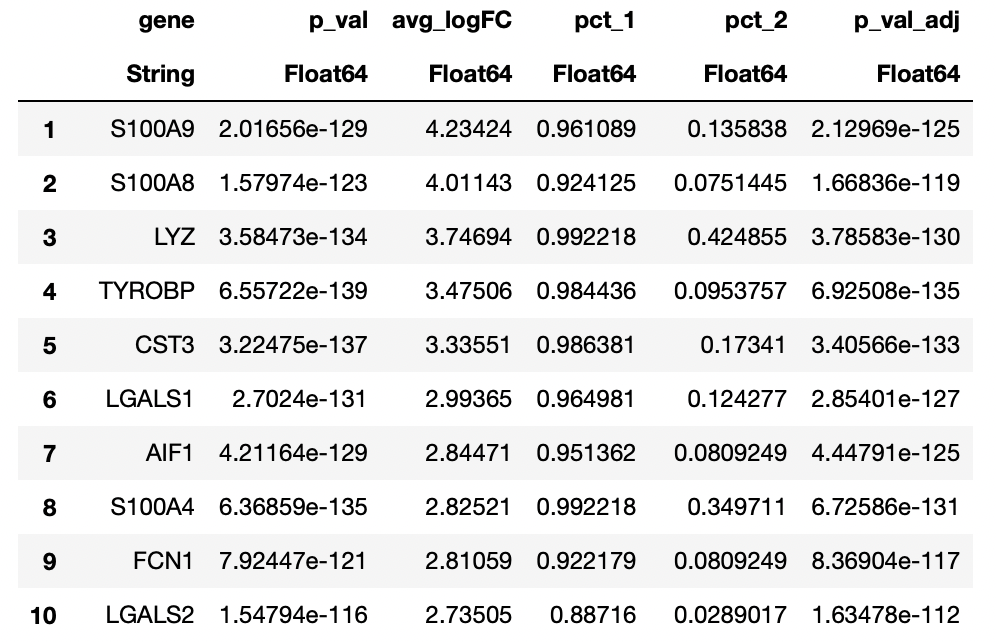 gene p_val avg_logFC pct_1 pct_2 p_val_adj
String Float64 Float64 Float64 Float64 Float64
1 S100A9 2.01656e-129 4.23424 0.961089 0.135838 2.12969e-125
2 S100A8 1.57974e-123 4.01143 0.924125 0.0751445 1.66836e-119
3 LYZ 3.58473e-134 3.74694 0.992218 0.424855 3.78583e-130
4 TYROBP 6.55722e-139 3.47506 0.984436 0.0953757 6.92508e-135
5 CST3 3.22475e-137 3.33551 0.986381 0.17341 3.40566e-133
6 LGALS1 2.7024e-131 2.99365 0.964981 0.124277 2.85401e-127
7 AIF1 4.21164e-129 2.84471 0.951362 0.0809249 4.44791e-125
8 S100A4 6.36859e-135 2.82521 0.992218 0.349711 6.72586e-131
9 FCN1 7.92447e-121 2.81059 0.922179 0.0809249 8.36904e-117
10 LGALS2 1.54794e-116 2.73505 0.88716 0.0289017 1.63478e-112